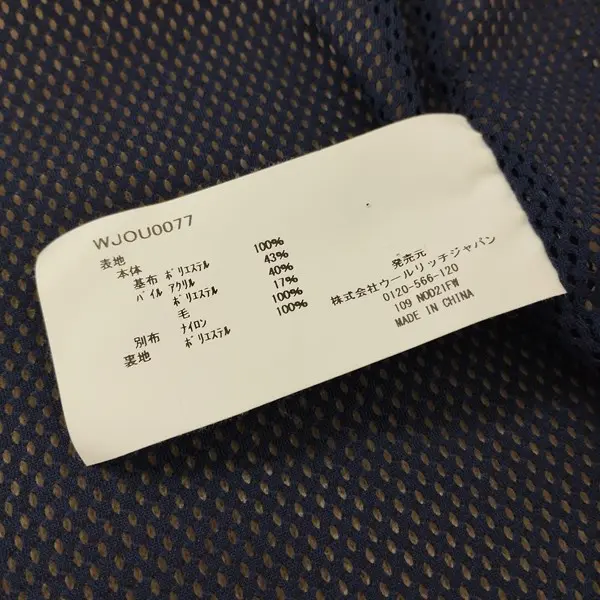 WJOU0077
表地
本体
基布 ポリエステル 100%
パイル アクリル 43%
ポリエステル 40%
毛 17%
別布 ナイロン 100%
裏地 ポリエステル 100%
発売元
株式会社ウールリッチジャパン
0120-566-120
109 NOD21FW
MADE IN CHINA